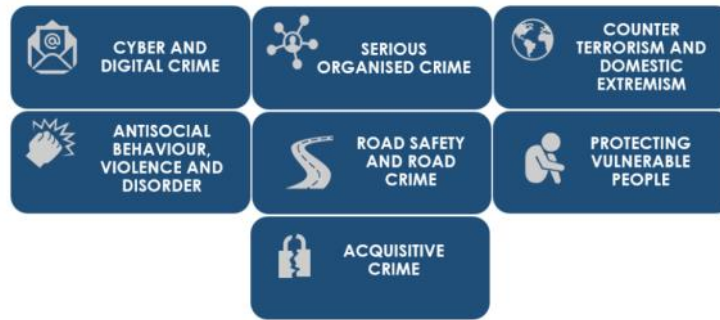 @
CYBER AND
DIGITAL CRIME
SERIOUS
ORGANISED CRIME
COUNTER
TERRORISM AND
DOMESTIC
EXTREMISM
ANTISOCIAL
BEHAVIOUR,
VIOLENCE AND
DISORDER
ROAD SAFETY
AND ROAD
CRIME
PROTECTING
VULNERABLE
PEOPLE
ACQUISITIVE
CRIME